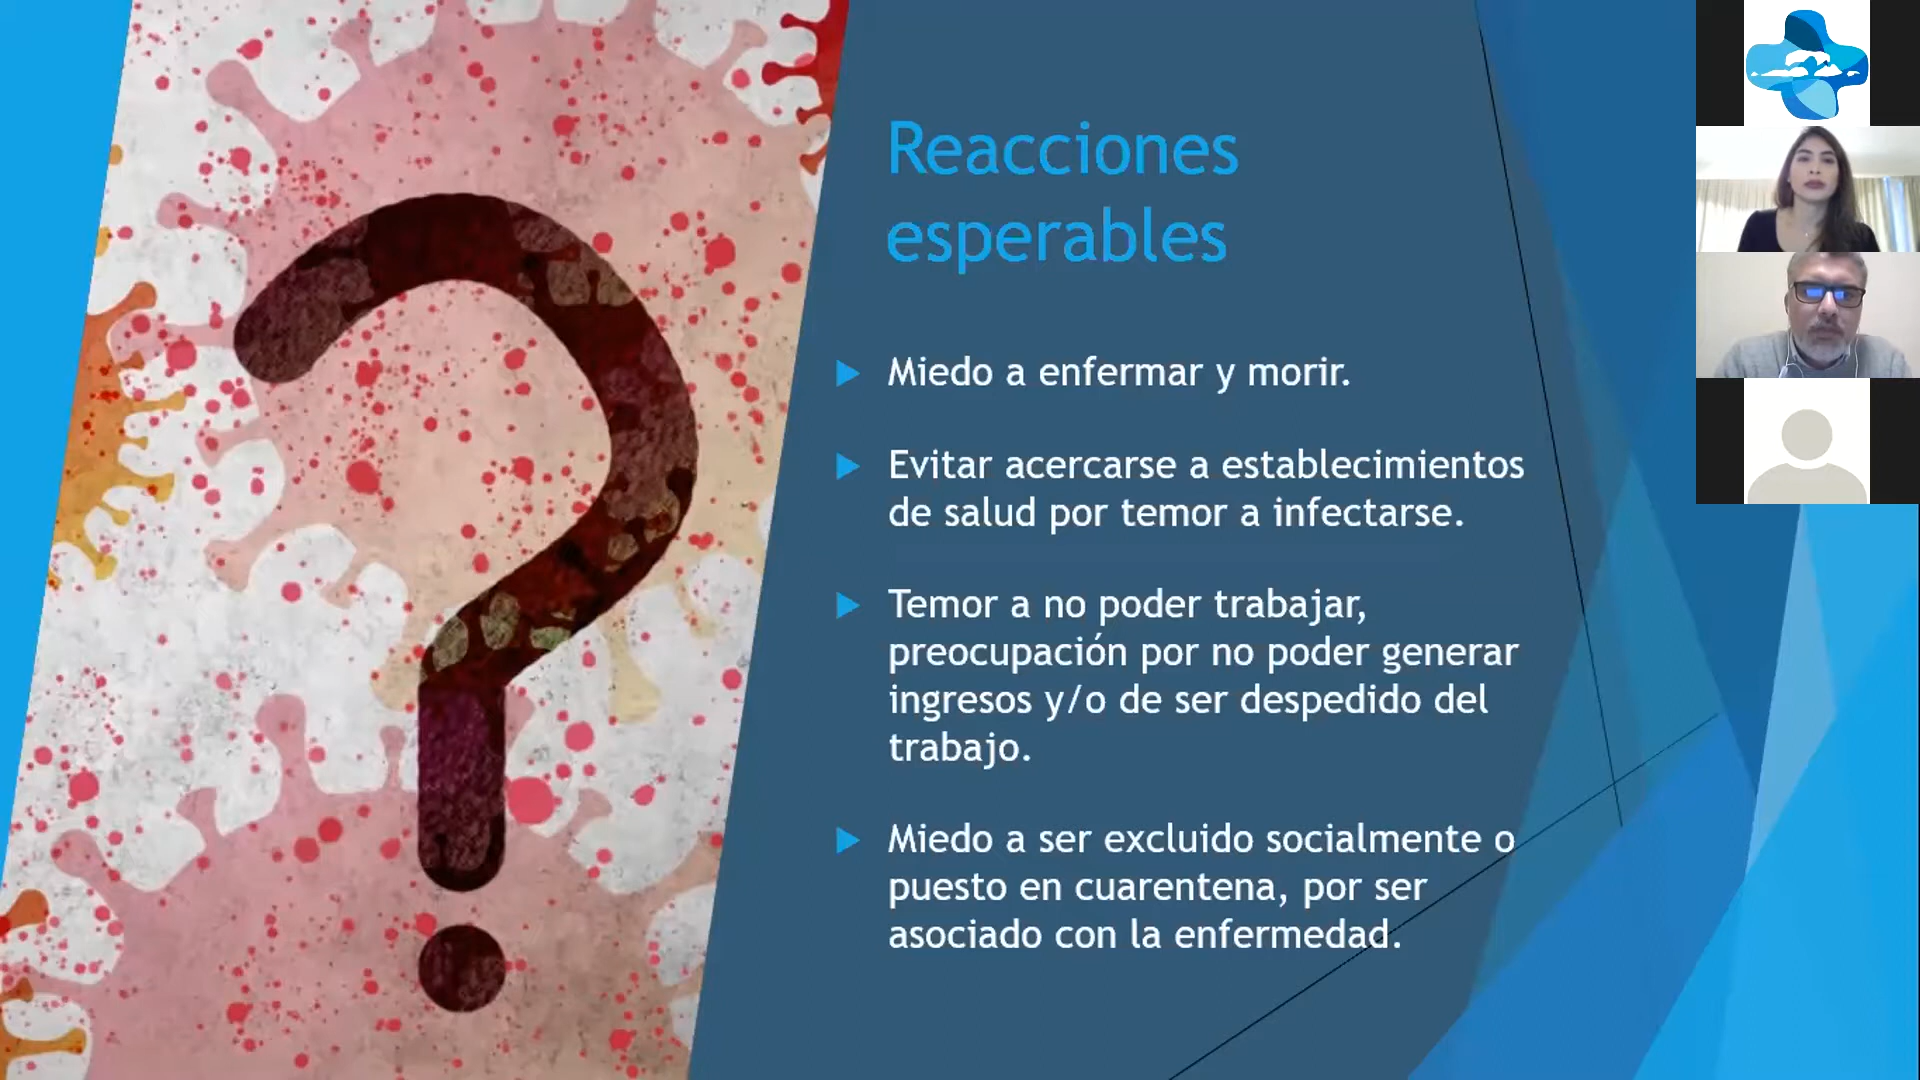 Reacciones
esperables
Miedo a enfermar y morir.
Evitar acercarse a establecimientos
de salud por temor a infectarse.
Temor a no poder trabajar,
preocupación por no poder generar
ingresos y/o de ser despedido del
trabajo.
Miedo a ser excluido socialmente o
puesto en cuarentena, por ser
asociado con la enfermedad.